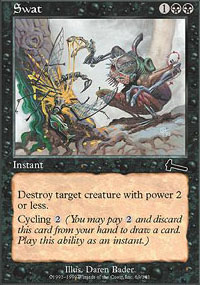 Swat 1
Instant
Destroy target creature with power 2
or less.
Cycling 2 (You may pay 2 and discard
this card from your hand to draw a card.
Play this ability as an instant.)
Illus. Daren Bader